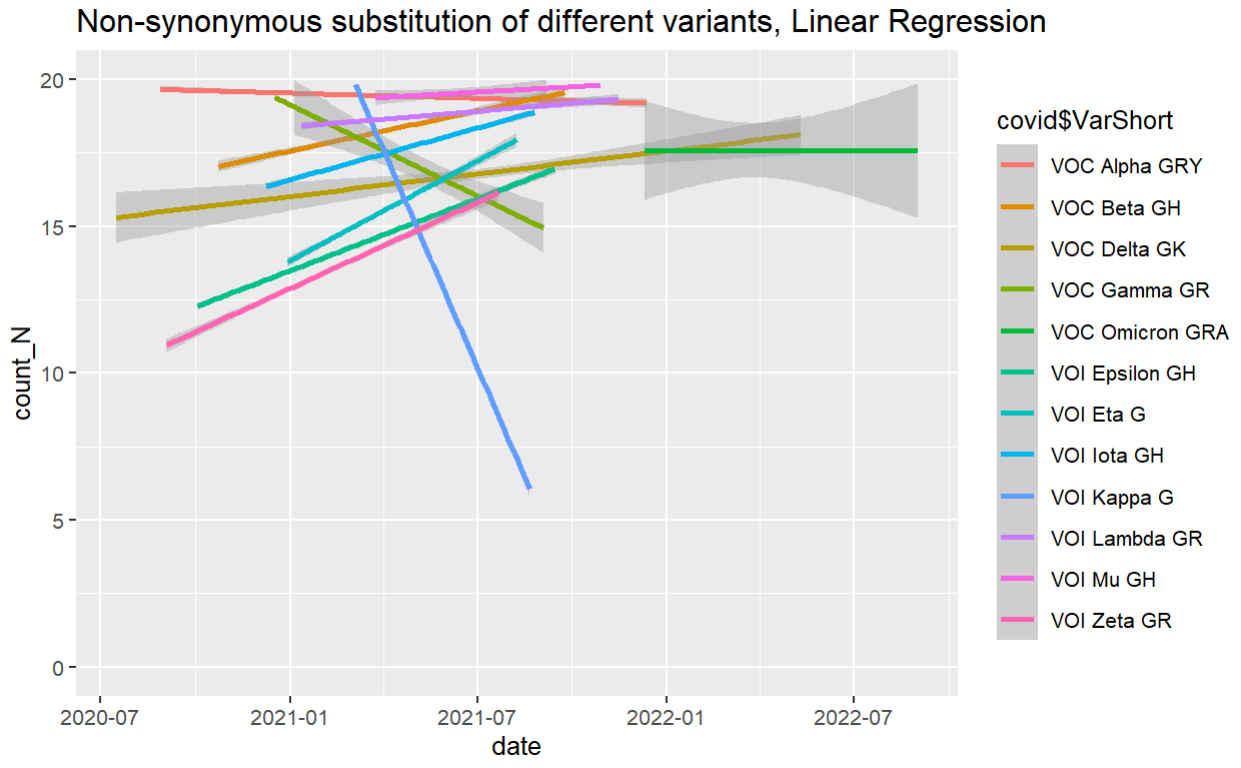 Non-synonymous substitution of different variants, Linear Regression
20
15
10
5
0
count_N
2020-07
2021-01
2021-07
2022-01
2022-07
date
covid$VarShort
VOC Alpha GRY
VOC Beta GH
VOC Delta GK
VOC Gamma GR
VOC Omicron GRA
VOI Epsilon GH
VOI Eta G
VOI Iota GH
VOI Kappa G
VOI Lambda GR
VOI Mu GH
VOI Zeta GR